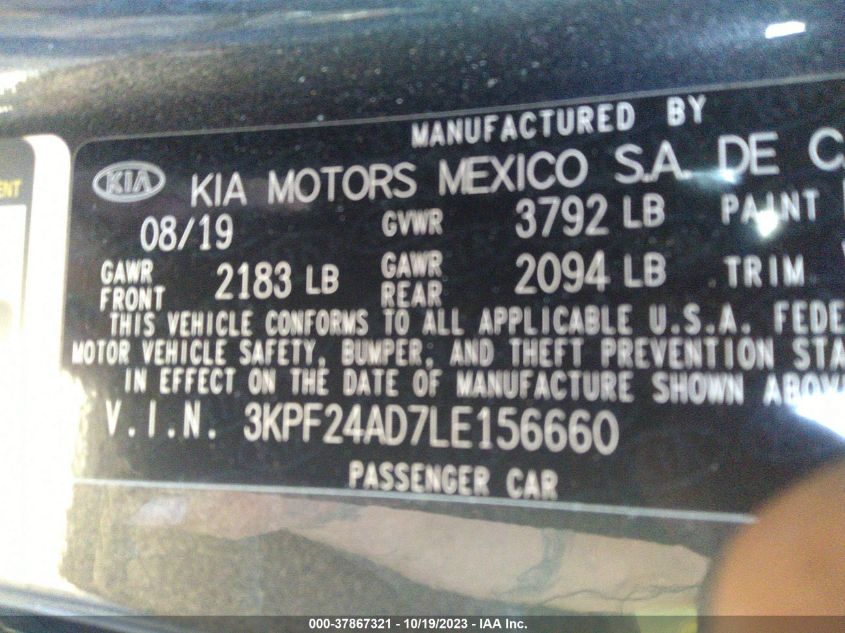 MANUFACTURED BY
KIA KIA MOTORS MEXICO S.A. DE C
08/19 GVWR 3792 LB PAINT
GAWR FRONT 2183 LB GAWR REAR 2094 LB TRIM
THIS VEHICLE CONFORMS TO ALL APPLICABLE U.S.A. FEDE
MOTOR VEHICLE SAFETY, BUMPER, AND THEFT PREVENTION STA
IN EFFECT ON THE DATE OF MANUFACTURE SHOWN ABOV
V.I.N. 3KPF24AD7LE156660
PASSENGER CAR
ENT
000-37867321 - 10/19/2023 - IAA Inc.